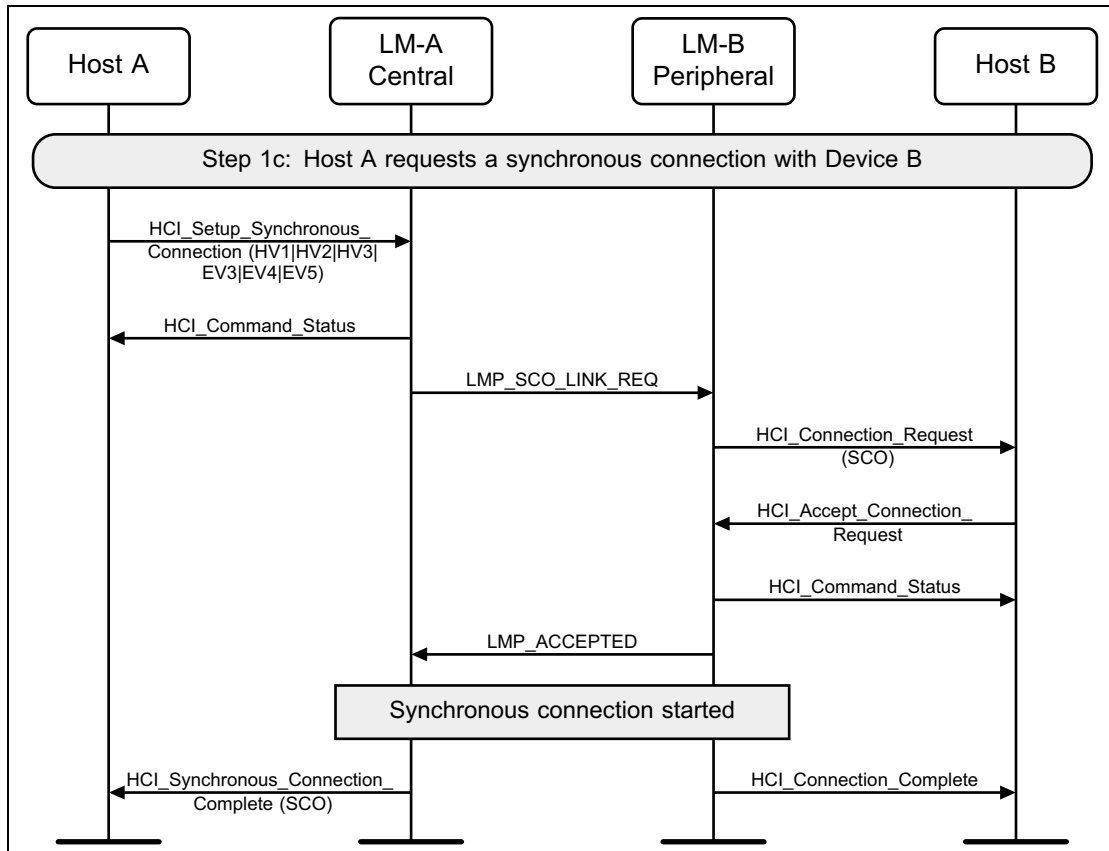 Host A
LM-A
Central
LM-B
Peripheral
Host B
Step 1c: Host A requests a synchronous connection with Device B
HCI_Setup_Synchronous_
Connection (HV1|HV2|HV3|
EV3|EV4|EV5)
HCI_Command_Status
LMP_SCO_LINK_REQ
HCI_Connection_Request
(SCO)
HCI_Accept_Connection_
Request
HCI_Command_Status
LMP_ACCEPTED
Synchronous connection started
HCI_Synchronous_Connection_
Complete (SCO)
HCI_Connection_Complete